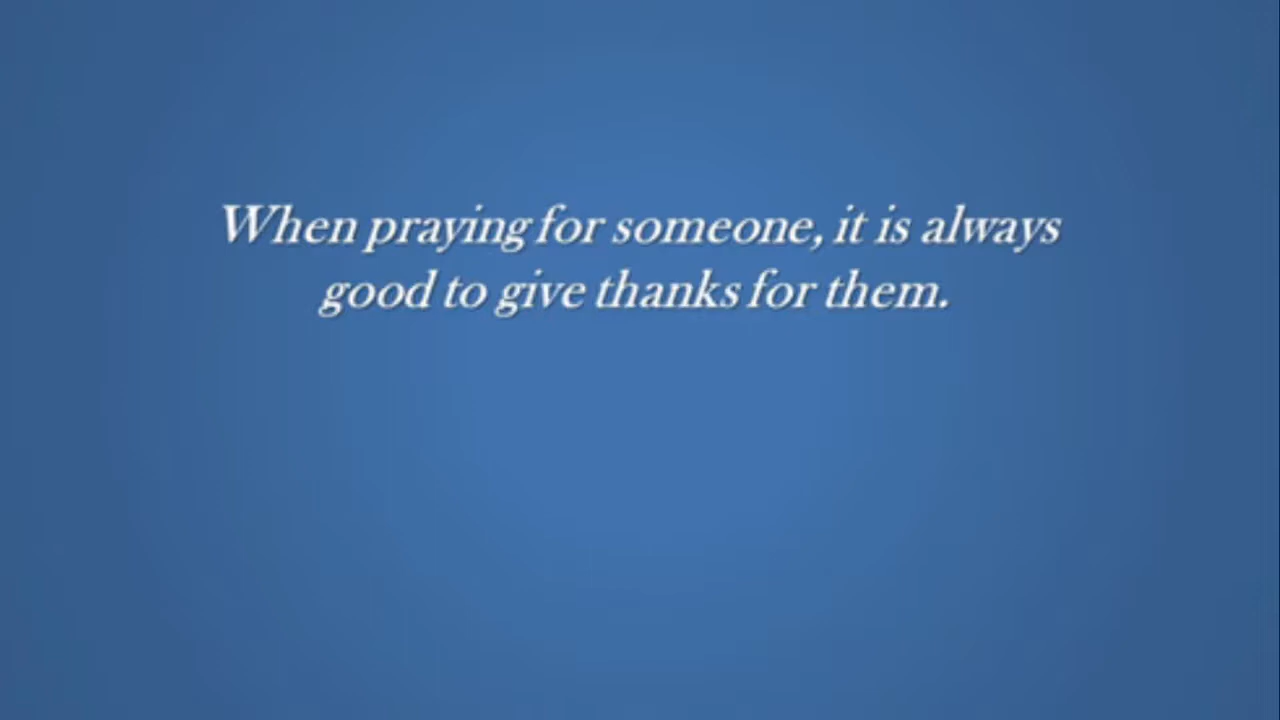 When praying for someone, it is always
good to give thanks for them.